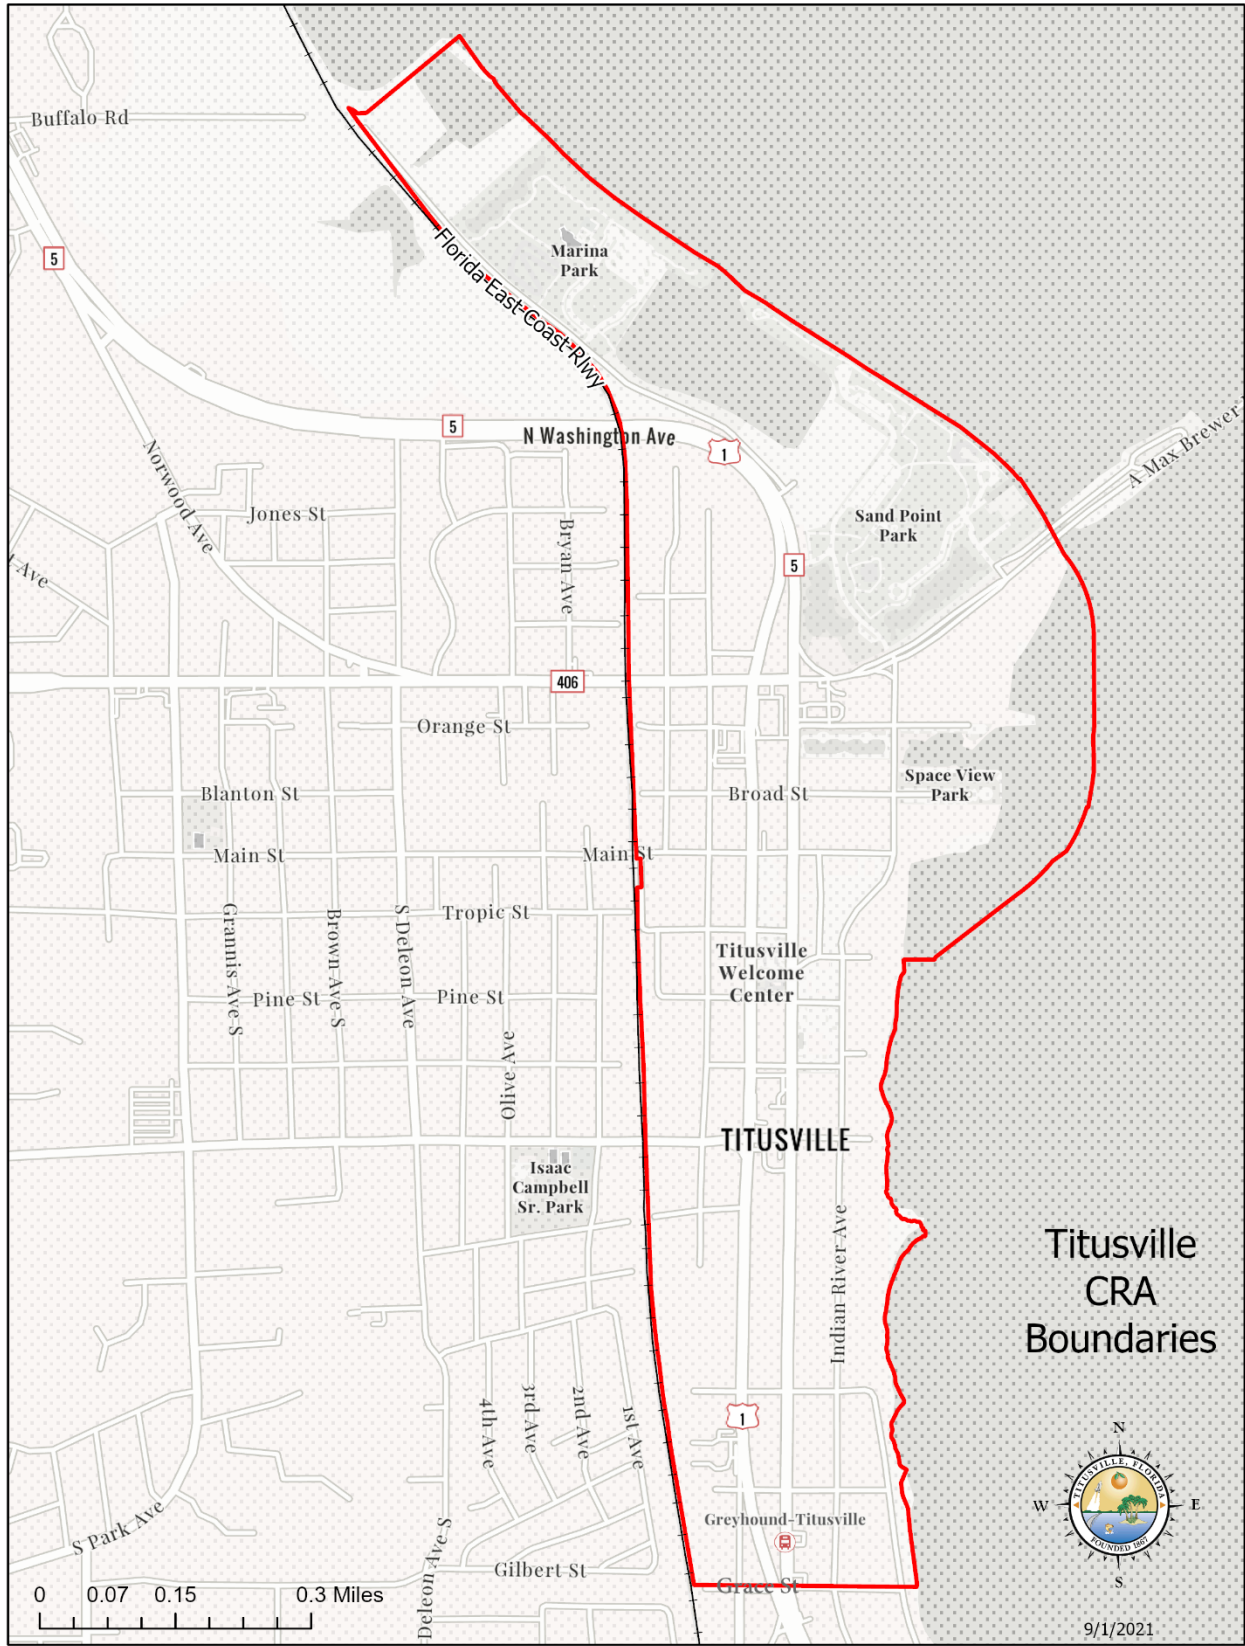 Buffalo Rd
5
Marina
Park
Florida East Coast Rlwy
5
N Washington Ave
1
A Max Brewer
Norwood Ave
Jones St
Bryan Ave
Sand Point
Park
5
t Ave
406
Orange St
Space View
Park
Blanton St
Broad St
Main St
Main St
Grannis Ave S
Brown Ave S
S Deleon Ave
Tropic St
Titusville
Welcome
Center
Pine St
Pine St
Olive Ave
TITUSVILLE
Isaac
Campbell
Sr. Park
Indian River Ave
Titusville
CRA
Boundaries
4th Ave
3rd Ave
2nd Ave
1st Ave
1
N
W
E
S
TITUSVILLE, FLORIDA
FOUNDED 1867
S Park Ave
Deleon Ave S
Greyhound-Titusville
Gilbert St
Grace St
0 0.07 0.15 0.3 Miles
9/1/2021